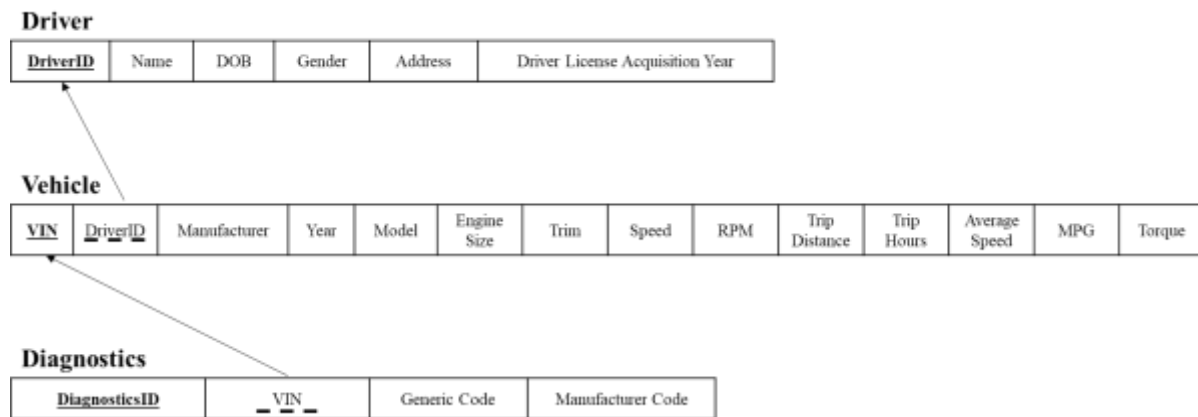 Driver
DriverID Name DOB Gender Address Driver License Acquisition Year
Vehicle
VIN DriverID Manufacturer Year Model Engine Size Trim Speed RPM Trip Distance Trip Hours Average Speed MPG Torque
Diagnostics
DiagnosticsID VIN Generic Code Manufacturer Code